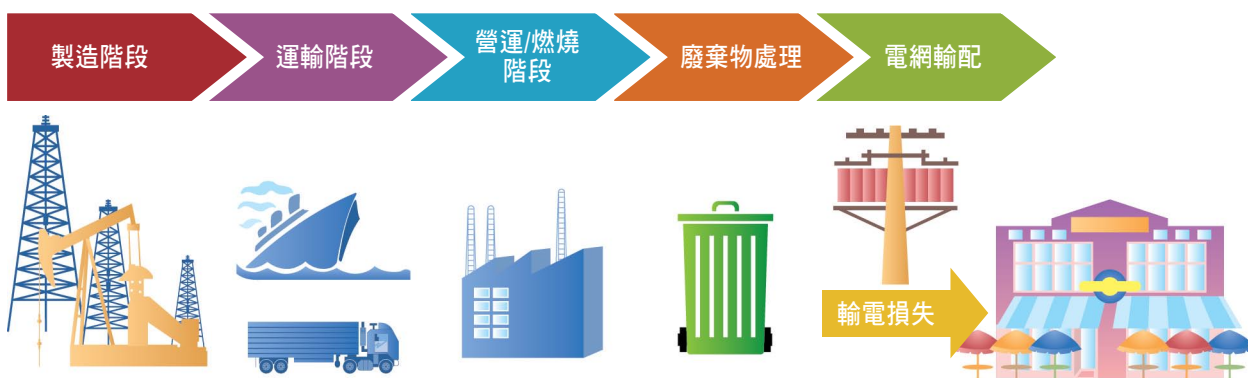 製造階段
運輸階段
營運/燃燒
階段
廢棄物處理
電網輸配
輸電損失